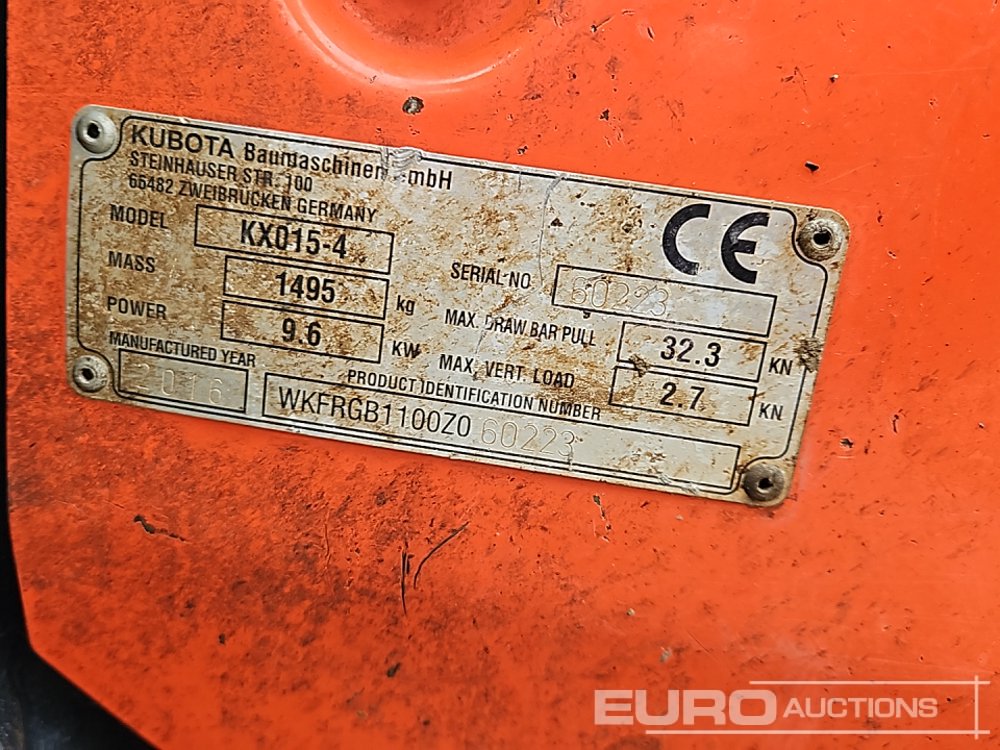 KUBOTA Baumaschinen GmbH
STEINHAUSER STR. 100
66482 ZWEIBRÜCKEN GERMANY
MODEL KX015-4
MASS 1495 kg
POWER 9.6 KW
MANUFACTURED YEAR 2016
CE
SERIAL NO 60223
MAX. DRAW BAR PULL 32.3 KN
MAX. VERT. LOAD 2.7 KN
PRODUCT IDENTIFICATION NUMBER
WKFRGB1100Z060223
EURO AUCTIONS